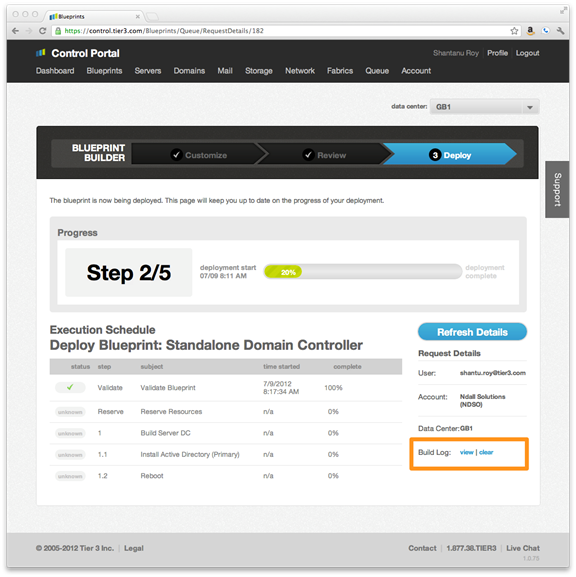 Blueprints
https://control.tier3.com/Blueprints/Queue/RequestDetails/182
Control Portal
Shantanu Roy Profile Logout
Dashboard Blueprints Servers Domains Mail Storage Network Fabrics Queue Account
data center: GB1
BLUEPRINT
BUILDER
Customize
Review
3 Deploy
Support
The blueprint is now being deployed. This page will keep you up to date on the progress of your deployment.
Progress
Step 2/5
deployment start
07/09 8:11 AM
20%
deployment
complete
Execution Schedule
Deploy Blueprint: Standalone Domain Controller
status step subject time started complete
Validate Validate Blueprint 7/9/2012
8:17:34 AM 100%
unknown Reserve Reserve Resources n/a 0%
unknown 1 Build Server DC n/a 0%
unknown 1.1 Install Active Directory (Primary) n/a 0%
unknown 1.2 Reboot n/a 0%
Refresh Details
Request Details
User: shantu.roy@tier3.com
Account: Ndall Solutions
(NDSO)
Data Center: GB1
Build Log: view | clear
© 2005-2012 Tier 3 Inc. | Legal
Contact | 1.877.38.TIER3 | Live Chat